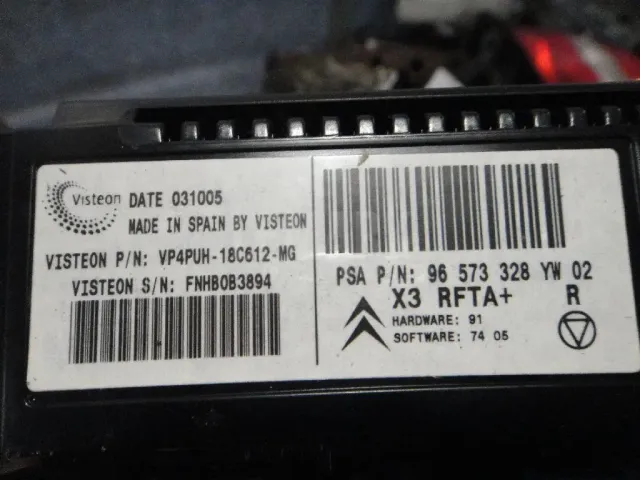 Visteon DATE 031005
MADE IN SPAIN BY VISTEON
VISTEON P/N: VP4PUH-18C612-MG
VISTEON S/N: FNHB0B3894
PSA P/N: 96 573 328 YW 02
X3 RFTA+ R
HARDWARE: 91
SOFTWARE: 74 05